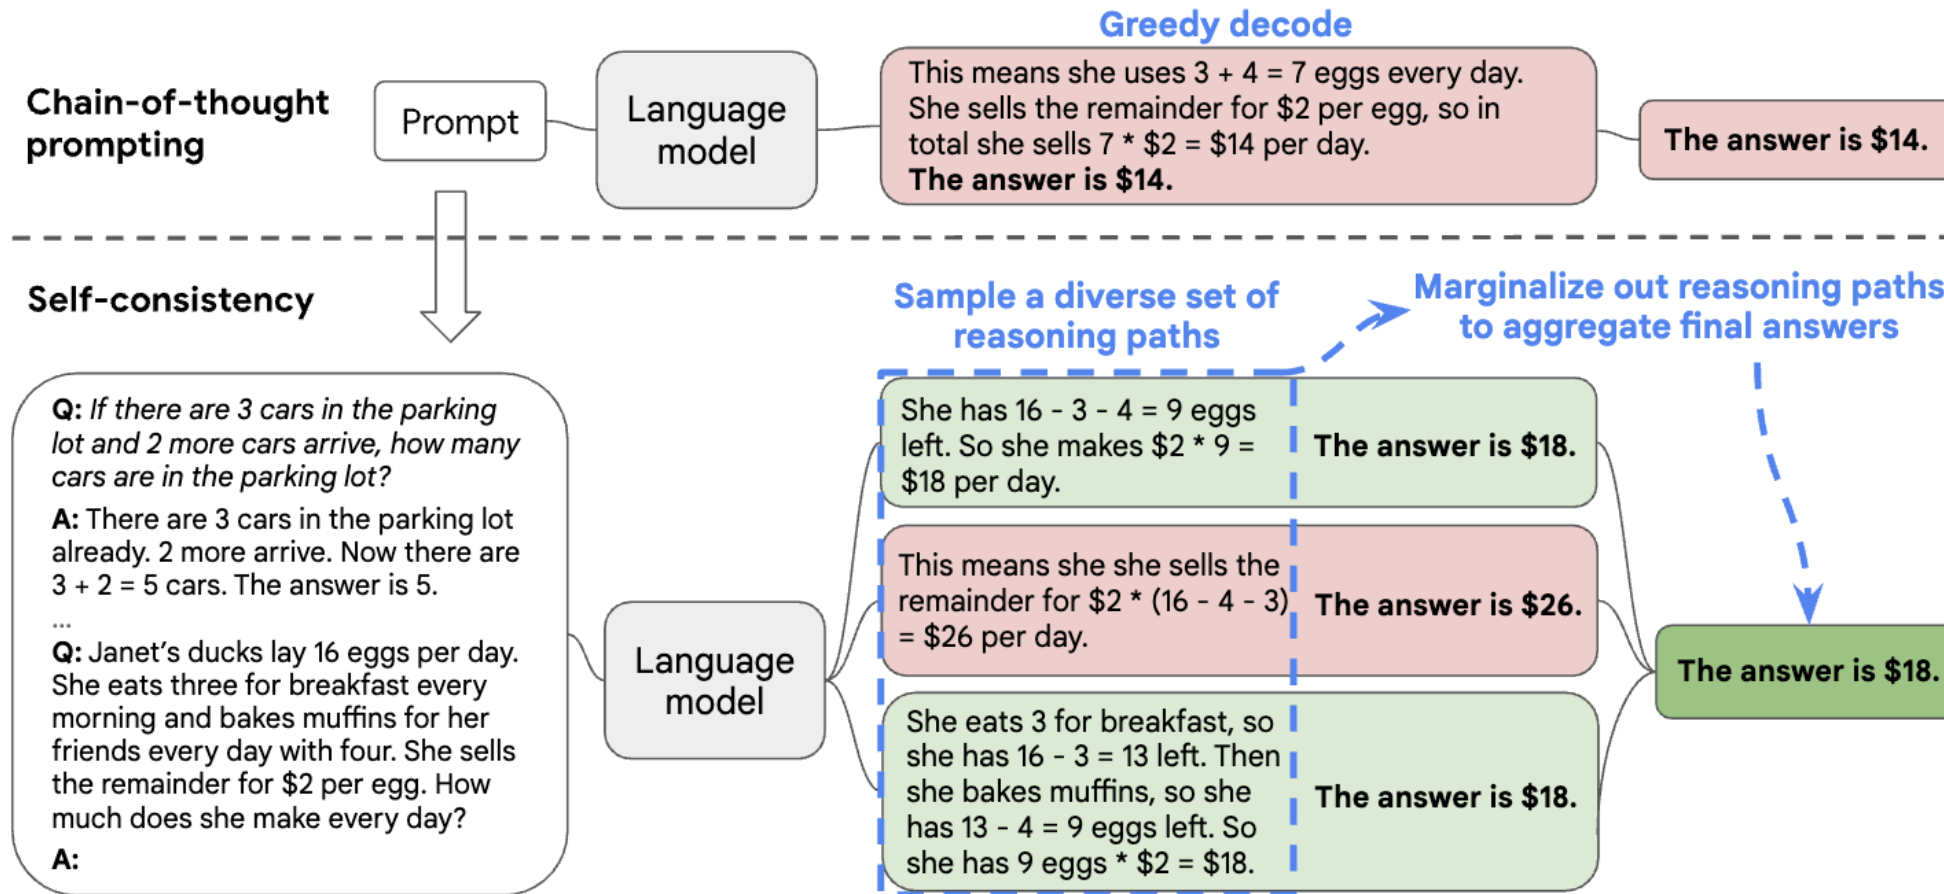 Greedy decode
Chain-of-thought
prompting
Prompt
Language
model
This means she uses 3 + 4 = 7 eggs every day.
She sells the remainder for $2 per egg, so in
total she sells 7 * $2 = $14 per day.
The answer is $14.
The answer is $14.
Self-consistency
Sample a diverse set of
reasoning paths
Marginalize out reasoning paths
to aggregate final answers
Q: If there are 3 cars in the parking
lot and 2 more cars arrive, how many
cars are in the parking lot?
A: There are 3 cars in the parking lot
already. 2 more arrive. Now there are
3 + 2 = 5 cars. The answer is 5.
...
Q: Janet's ducks lay 16 eggs per day.
She eats three for breakfast every
morning and bakes muffins for her
friends every day with four. She sells
the remainder for $2 per egg. How
much does she make every day?
A:
Language
model
She has 16 - 3 - 4 = 9 eggs
left. So she makes $2 * 9 =
$18 per day.
The answer is $18.
This means she she sells the
remainder for $2 * (16 - 4 - 3)
= $26 per day.
The answer is $26.
She eats 3 for breakfast, so
she has 16 - 3 = 13 left. Then
she bakes muffins, so she
has 13 - 4 = 9 eggs left. So
she has 9 eggs * $2 = $18.
The answer is $18.
The answer is $18.